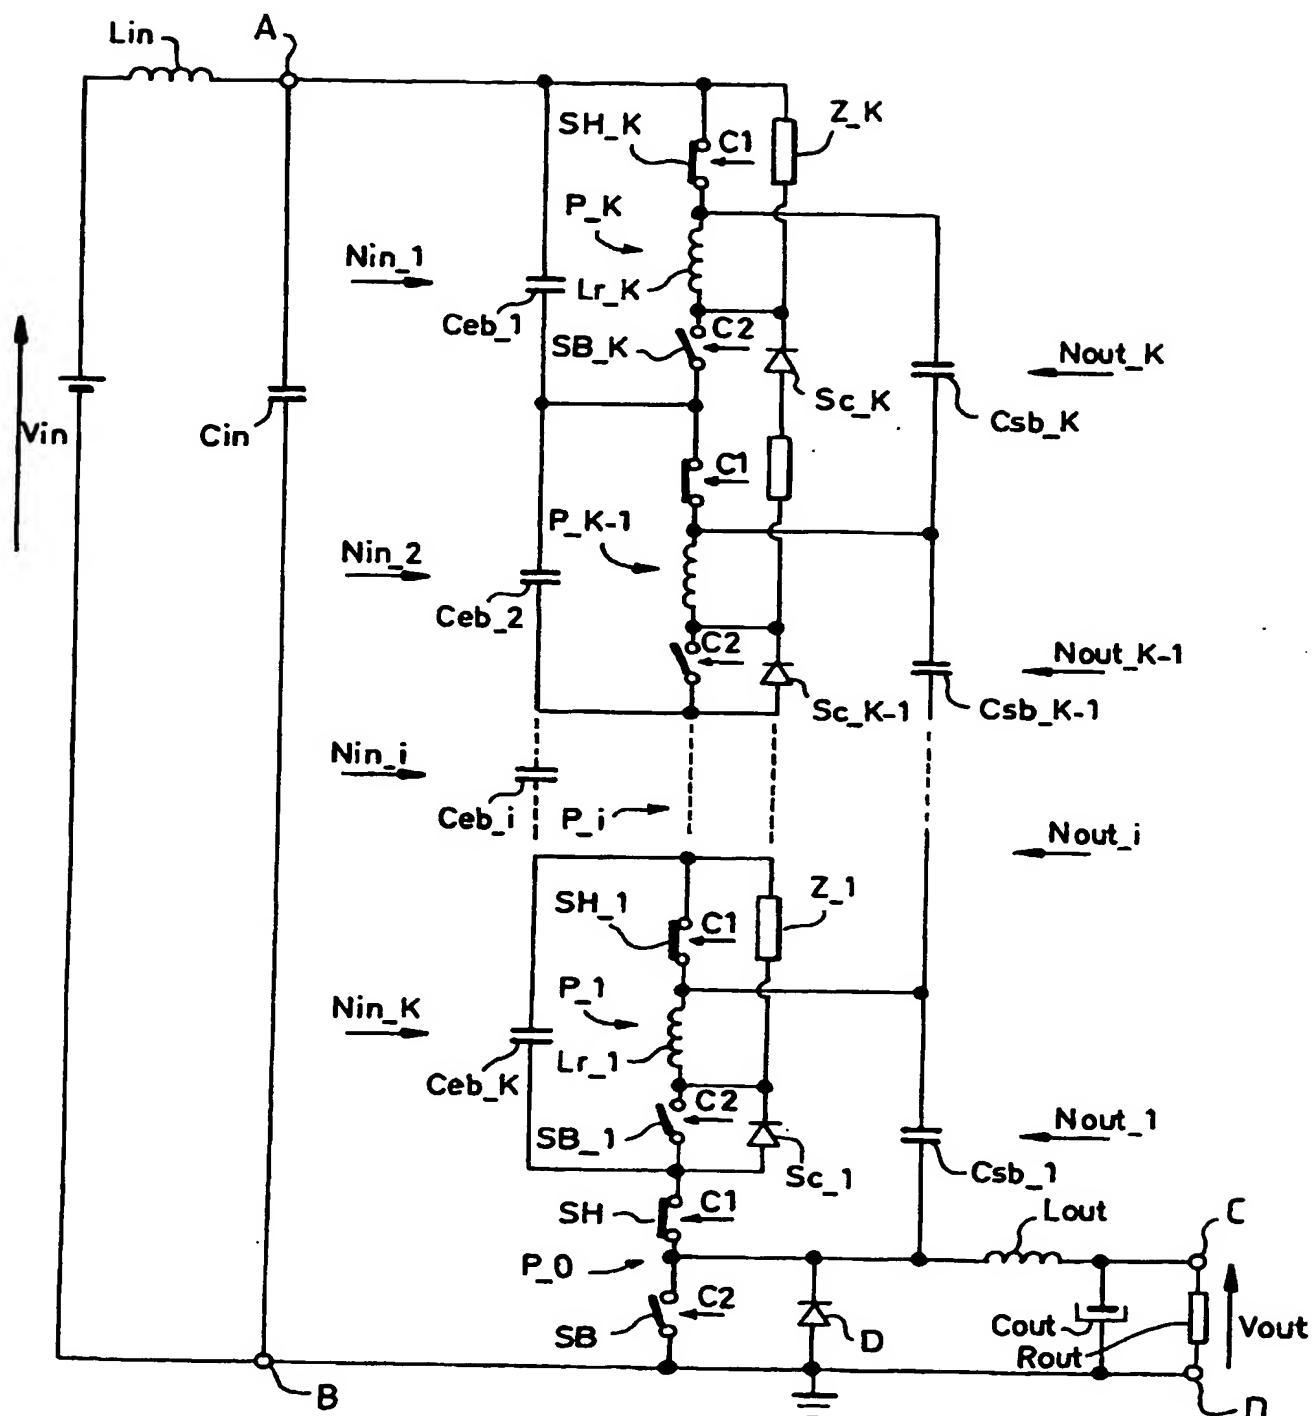 Lin
A
SH_K
C1
Z_K
P_K
Nin_1
Lr_K
Ceb_1
C2
SB_K
Nout_K
Sc_K
Csb_K
Vin
Cin
C1
P_K-1
Nin_2
Ceb_2
C2
Nout_K-1
Sc_K-1
Csb_K-1
Nin_i
Ceb_i
P_i
Nout_i
Z_1
SH_1
C1
P_1
Nin_K
Lr_1
Ceb_K
C2
Nout_1
SB_1
Sc_1
Csb_1
SH
C1
Lout
C
P_0
C2
SB
D
Cout
Rout
Vout
B
D